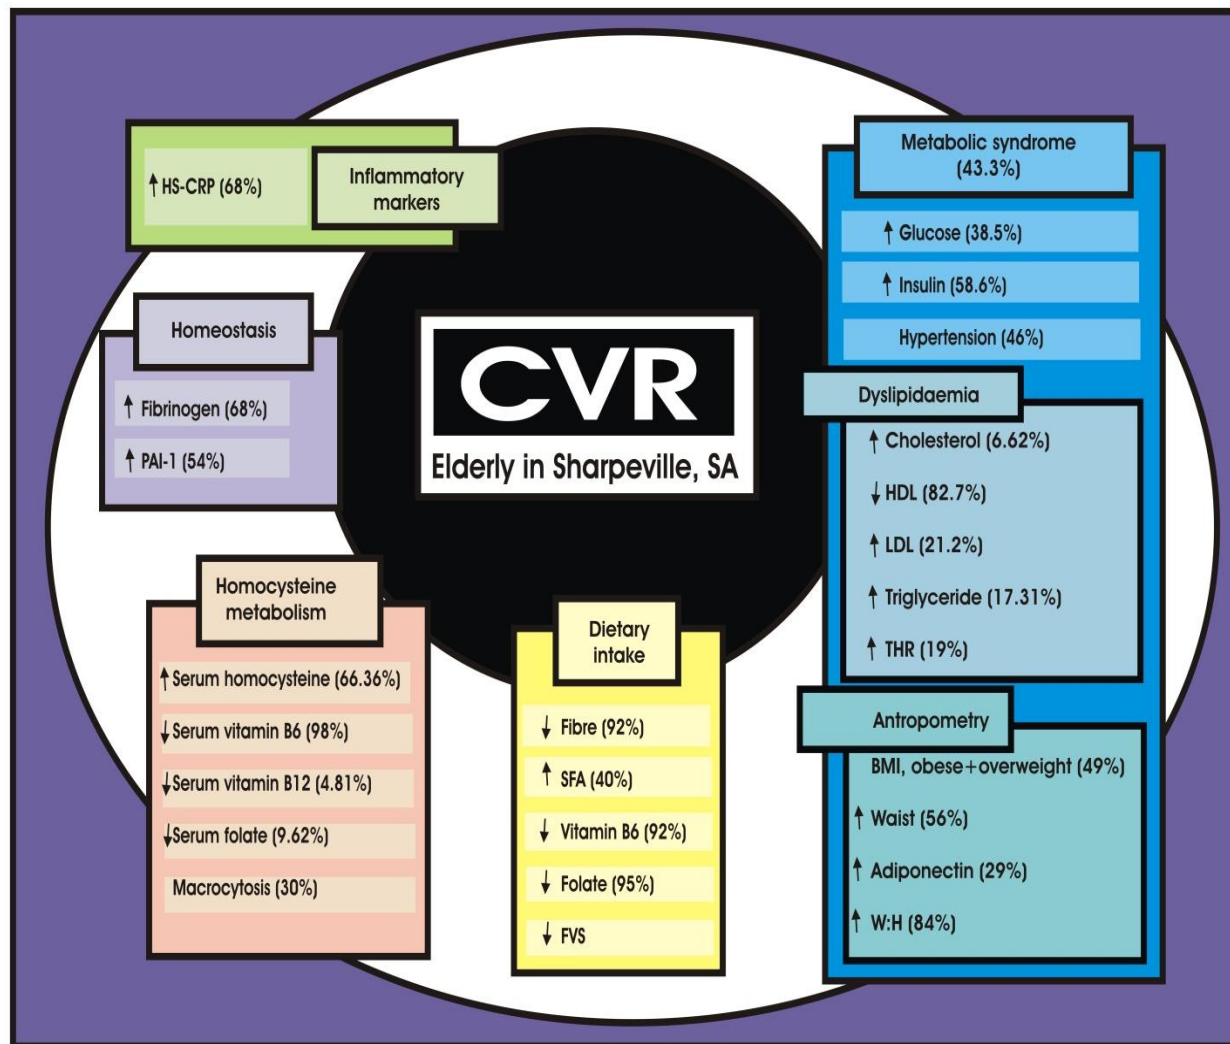 ↑ HS-CRP (68%)
Inflammatory
markers
Homeostasis
↑ Fibrinogen (68%)
↑ PAI-1 (54%)
CVR
Elderly in Sharpeville, SA
Homocysteine
metabolism
↑ Serum homocysteine (66.36%)
↓ Serum vitamin B6 (98%)
↓ Serum vitamin B12 (4.81%)
↓ Serum folate (9.62%)
Macrocytosis (30%)
Dietary
intake
↓ Fibre (92%)
↑ SFA (40%)
↓ Vitamin B6 (92%)
↓ Folate (95%)
↓ FVS
Metabolic syndrome
(43.3%)
↑ Glucose (38.5%)
↑ Insulin (58.6%)
Hypertension (46%)
Dyslipidaemia
↑ Cholesterol (6.62%)
↓ HDL (82.7%)
↑ LDL (21.2%)
↑ Triglyceride (17.31%)
↑ THR (19%)
Antropometry
BMI, obese+overweight (49%)
↑ Waist (56%)
↑ Adiponectin (29%)
↑ W:H (84%)